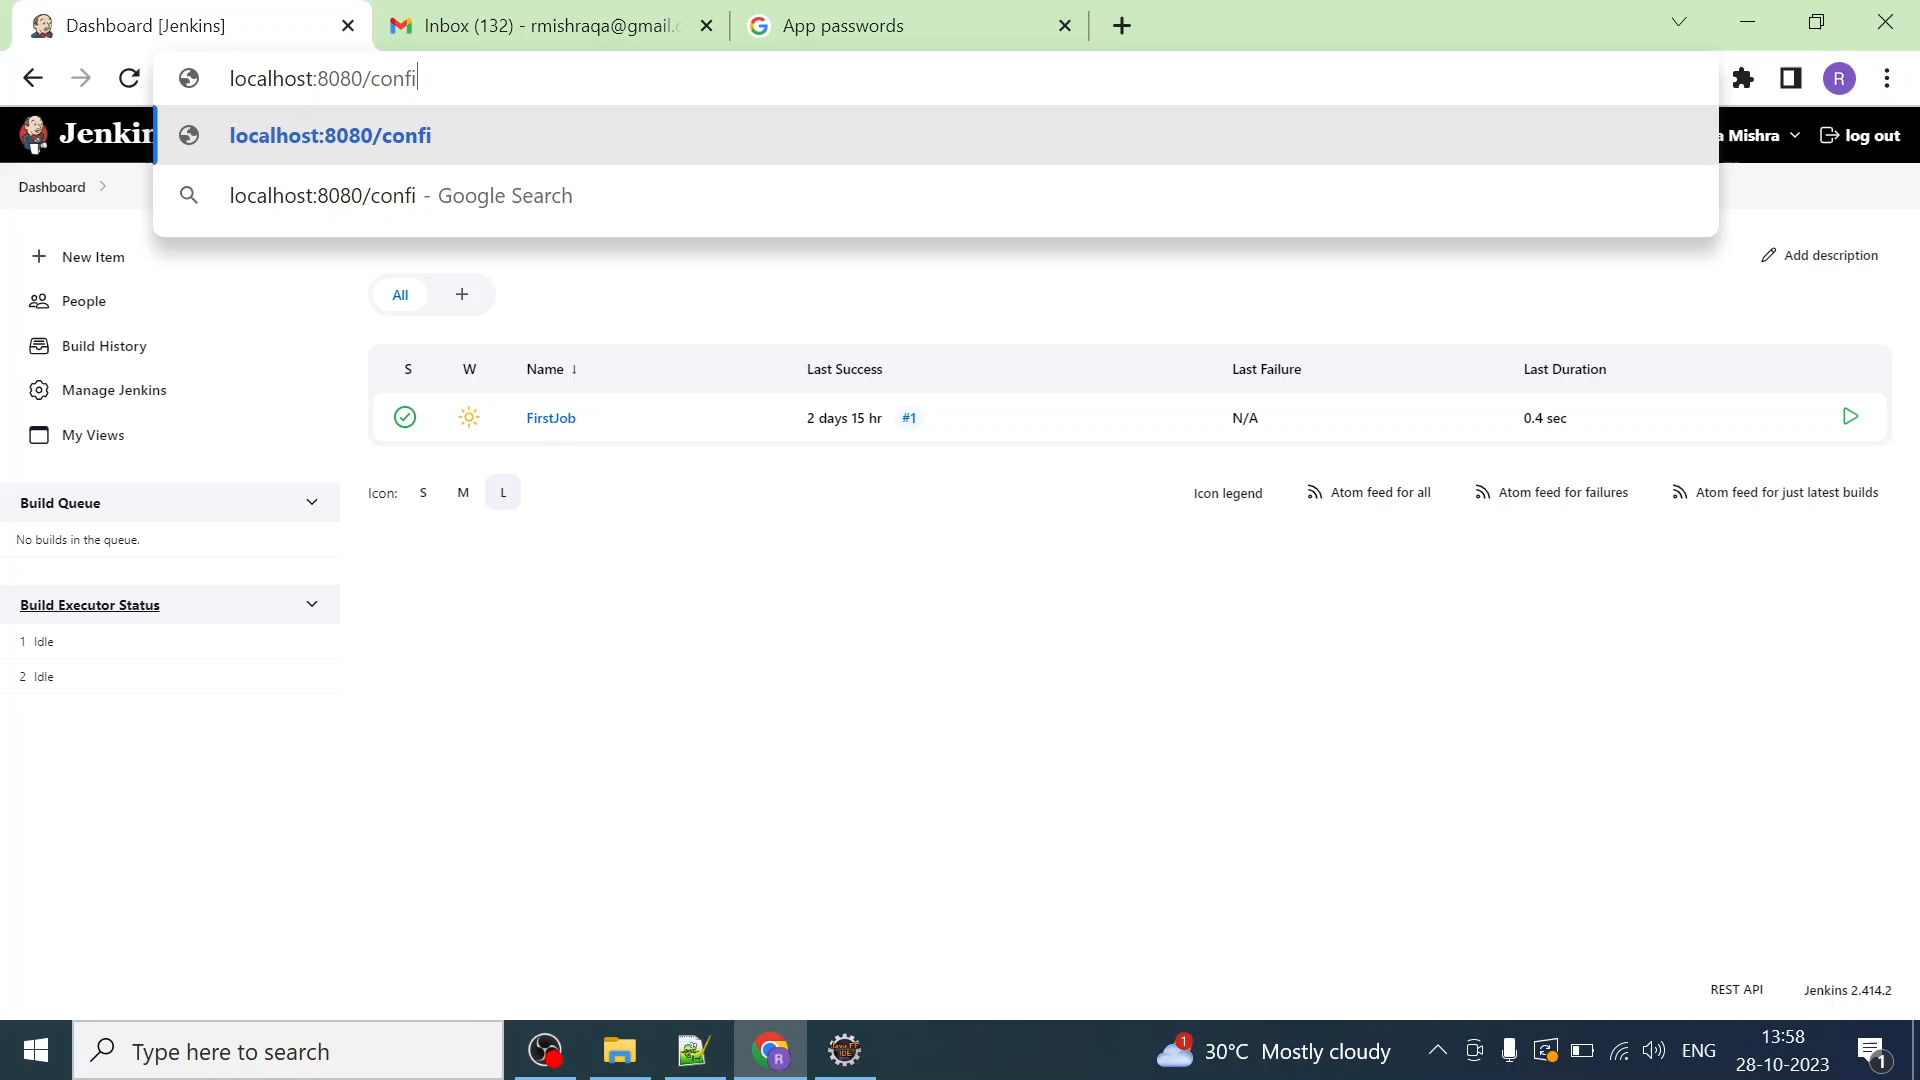 Dashboard [Jenkins]
Inbox (132) - rmishraqa@gmail.c
App passwords
localhost:8080/confi
R
localhost:8080/confi
localhost:8080/confi - Google Search
Jenkin
a Mishra
log out
Dashboard
New Item
People
Build History
Manage Jenkins
My Views
Add description
All
S W Name ↓ Last Success Last Failure Last Duration
FirstJob 2 days 15 hr #1 N/A 0.4 sec
Icon: S M L
Icon legend
Atom feed for all
Atom feed for failures
Atom feed for just latest builds
Build Queue
No builds in the queue.
Build Executor Status
1 Idle
2 Idle
REST API
Jenkins 2.414.2
Type here to search
R
1
30°C Mostly cloudy
ENG
13:58
28-10-2023
1